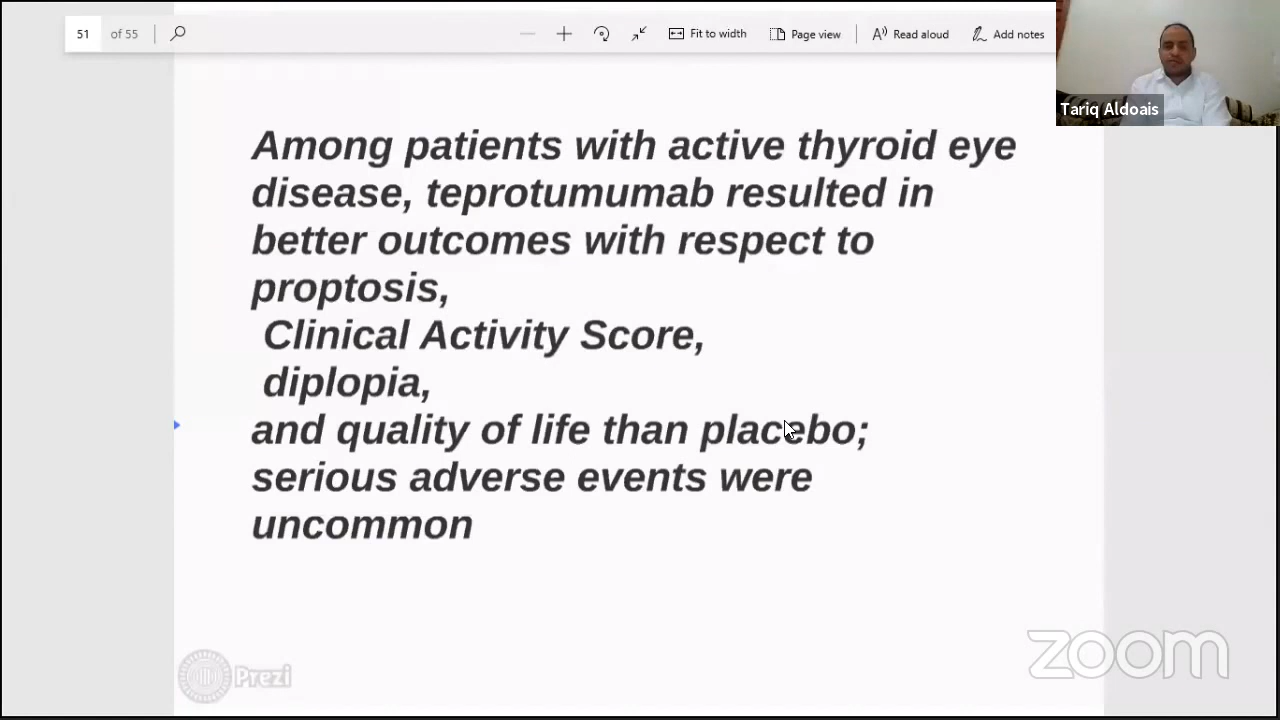 51 of 55 Fit to width Page view Read aloud Add notes
Tariq Aldoais
Among patients with active thyroid eye
disease, teprotumumab resulted in
better outcomes with respect to
proptosis,
Clinical Activity Score,
diplopia,
and quality of life than placebo;
serious adverse events were
uncommon
Prezi
zoom